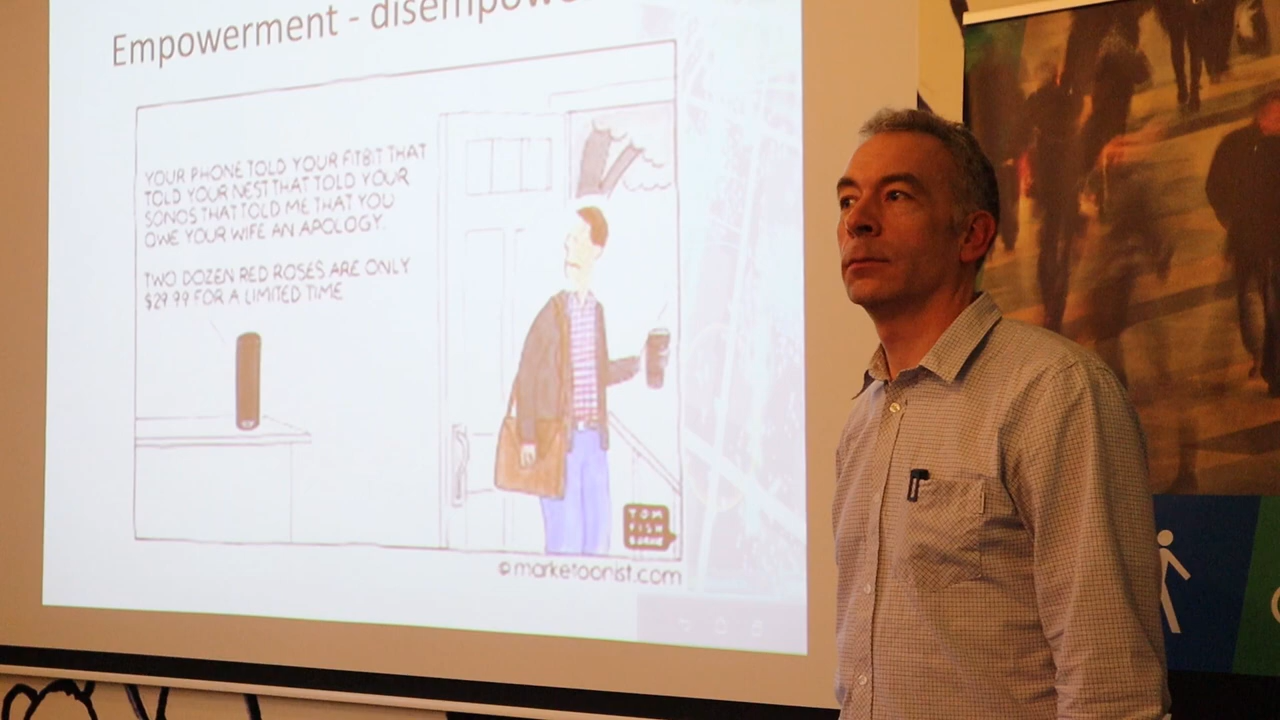 Empowerment - disempowe
YOUR PHONE TOLD YOUR FITBIT THAT
TOLD YOUR NEST THAT TOLD YOUR
SONOS THAT TOLD ME THAT YOU
OWE YOUR WIFE AN APOLOGY.
TWO DOZEN RED ROSES ARE ONLY
$29.99 FOR A LIMITED TIME
TOM
FISH
BURNE
© marketoonist.com